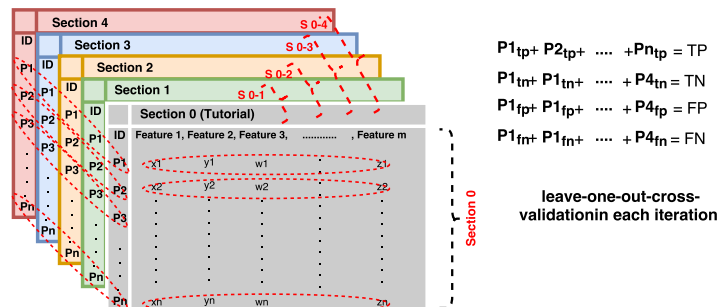 Section 4
ID
Section 3
S 0-4
P1
ID
Section 2
S 0-3
P2
P1
ID
Section 1
S 0-2
P3
P2
P1
ID
S 0-1
Section 0 (Tutorial)
P3
P2
P1
ID Feature 1, Feature 2, Feature 3, ............ , Feature m
P3
P2
P1 x1 y1 w1 z1
P3
P2 x2 y2 w2 z2
P3
Pn
Pn
Pn
Pn
Pn xn yn wn zn
Section 0
P1tp+ P2tp+ .... +Pntp = TP
P1tn+ P1tn+ .... +P4tn = TN
P1fp+ P1fp+ .... +P4fp = FP
P1fn+ P1fn+ .... +P4fn = FN
leave-one-out-cross-
validationin each iteration